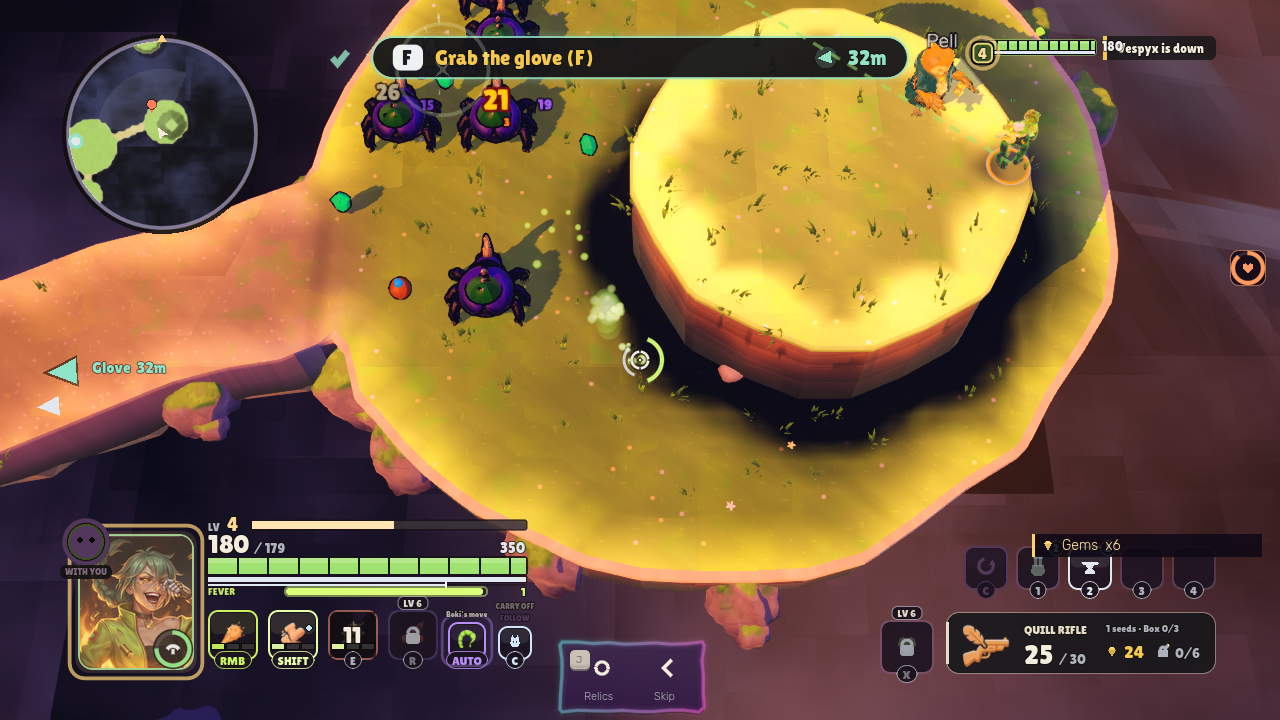 F Grab the glove (F) 32m
Pell
4
180
espyx is down
26
15
21
3
19
Glove 32m
LV 4
180 / 179
350
WITH YOU
FEVER
1
LV 6
Boki's move
CARRY OFF
FOLLOW
11
RMB
SHIFT
E
R
AUTO
C
J
Relics
Skip
Gems x6
C
1
2
3
4
LV 6
X
QUILL RIFLE
1 seeds · Box 0/3
25 / 30
24
0/6